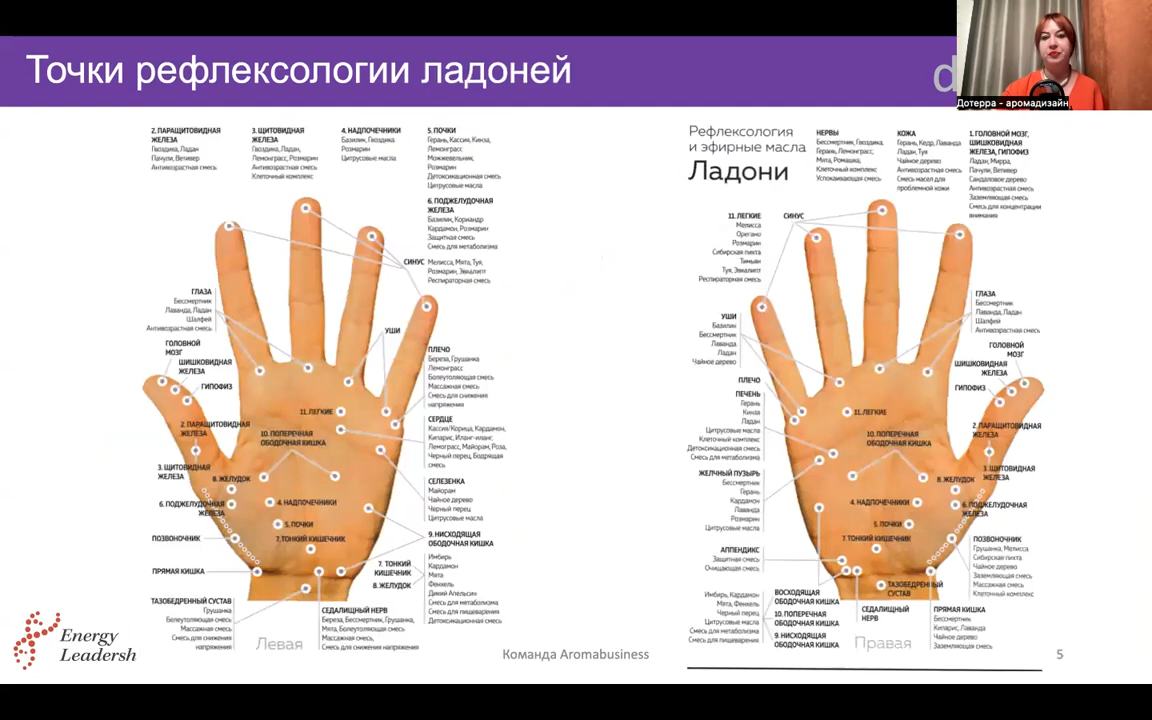 Точки рефлексологии ладоней
d
Дотерра - аромадизайн
2. ПАРАЩИТОВИДНАЯ
ЖЕЛЕЗА
Гвоздика, Ладан
Пачули, Ветивер
Антивозрастная смесь
3. ЩИТОВИДНАЯ
ЖЕЛЕЗА
Гвоздика, Ладан,
Лемонграсс, Розмарин
Антивозрастная смесь
Клеточный комплекс
4. НАДПОЧЕЧНИКИ
Базилик, Гвоздика
Розмарин
Цитрусовые масла
5. ПОЧКИ
Герань, Кассия, Кинза,
Лемонграсс
Можжевельник,
Розмарин
Детоксикационная смесь
Цитрусовые масла
6. ПОДЖЕЛУДОЧНАЯ
ЖЕЛЕЗА
Базилик, Кориандр
Кардамон, Розмарин
Защитная смесь
Смесь для метаболизма
СИНУС
Мелисса, Мята, Туя,
Розмарин, Эвкалипт
Респираторная смесь
ГЛАЗА
Бессмертник
Лаванда, Ладан
Шалфей
Антивозрастная смесь
УШИ
ГОЛОВНОЙ
МОЗГ
ШИШКОВИДНАЯ
ЖЕЛЕЗА
ГИПОФИЗ
ПЛЕЧО
Береза, Грушанка
Лемонграсс
Болеутоляющая смесь
Массажная смесь
Смесь для снижения
напряжения
11. ЛЕГКИЕ
2. ПАРАЩИТОВИДНАЯ
ЖЕЛЕЗА
10. ПОПЕРЕЧНАЯ
ОБОДОЧНАЯ КИШКА
СЕРДЦЕ
Кассия/Корица, Кардамон,
Кипарис, Иланг-иланг,
Лемограсс, Майорам, Роза,
Черный перец, Бодрящая
смесь
3. ЩИТОВИДНАЯ
ЖЕЛЕЗА
8. ЖЕЛУДОК
СЕЛЕЗЕНКА
Майорам
Чайное дерево
Черный перец
Цитрусовые масла
6. ПОДЖЕЛУДОЧНАЯ
ЖЕЛЕЗА
4. НАДПОЧЕЧНИКИ
5. ПОЧКИ
ПОЗВОНОЧНИК
7. ТОНКИЙ КИШЕЧНИК
9. НИСХОДЯЩАЯ
ОБОДОЧНАЯ КИШКА
ПРЯМАЯ КИШКА
7. ТОНКИЙ
КИШЕЧНИК
8. ЖЕЛУДОК
Имбирь
Кардамон
Мята
Фенхель
Дикий Апельсин
Смесь для метаболизма
Смесь для пищеварения
Детоксикационная смесь
ТАЗОБЕДРЕННЫЙ СУСТАВ
Грушанка
Болеутоляющая смесь
Массажная смесь
Смесь для снижения
напряжения
Левая
СЕДАЛИЩНЫЙ НЕРВ
Береза, Бессмертник, Грушанка,
Мята, Болеутоляющая смесь
Массажная смесь,
Смесь для снижения напряжения
Рефлексология
и эфирные масла
Ладони
НЕРВЫ
Бессмертник, Гвоздика,
Герань, Лемонграсс,
Мята, Ромашка,
Клеточный комплекс
Успокаивающая смесь
КОЖА
Герань, Кедр, Лаванда
Ладан, Туя
Чайное дерево
Антивозрастная смесь
Смесь масел для
проблемной кожи
1. ГОЛОВНОЙ МОЗГ,
ШИШКОВИДНАЯ
ЖЕЛЕЗА, ГИПОФИЗ
Ладан, Мирра,
Пачули, Ветивер
Сандаловое дерево
Антивозрастная смесь
Заземляющая смесь
Смесь для концентрации
внимания
11. ЛЕГКИЕ
Мелисса
Орегано
Розмарин
Сибирская пихта
Тимьян
Туя, Эвкалипт
Респираторная смесь
СИНУС
ГЛАЗА
Бессмертник
Лаванда, Ладан
Шалфей
Антивозрастная смесь
УШИ
Базилик
Бессмертник
Лаванда
Ладан
Чайное дерево
ГОЛОВНОЙ
МОЗГ
ШИШКОВИДНАЯ
ЖЕЛЕЗА
ГИПОФИЗ
ПЛЕЧО
ПЕЧЕНЬ
Герань
Кинза
Ладан
Цитрусовые масла
Клеточный комплекс
Детоксикационная смесь
Смесь для метаболизма
11. ЛЕГКИЕ
10. ПОПЕРЕЧНАЯ
ОБОДОЧНАЯ КИШКА
2. ПАРАЩИТОВИДНАЯ
ЖЕЛЕЗА
3. ЩИТОВИДНАЯ
ЖЕЛЕЗА
ЖЕЛЧНЫЙ ПУЗЫРЬ
Бессмертник
Герань
Кардамон
Лаванда
Розмарин
Цитрусовые масла
8. ЖЕЛУДОК
4. НАДПОЧЕЧНИКИ
6. ПОДЖЕЛУДОЧНАЯ
ЖЕЛЕЗА
5. ПОЧКИ
7. ТОНКИЙ КИШЕЧНИК
ПОЗВОНОЧНИК
Грушанка, Мелисса
Сибирская пихта
Чайное дерево
Заземляющая смесь
Массажная смесь
Клеточный комплекс
АППЕНДИКС
Защитная смесь
Очищающая смесь
ТАЗОБЕДРЕННЫЙ
СУСТАВ
Имбирь, Кардамон
Мята, Фенхель
Черный перец
Цитрусовые масла
Смесь для метаболизма
Смесь для пищеварения
ВОСХОДЯЩАЯ
ОБОДОЧНАЯ КИШКА
10. ПОПЕРЕЧНАЯ
ОБОДОЧНАЯ КИШКА
9. НИСХОДЯЩАЯ
ОБОДОЧНАЯ КИШКА
СЕДАЛИЩНЫЙ
НЕРВ
Правая
ПРЯМАЯ КИШКА
Бессмертник
Кипарис, Лаванда
Чайное дерево
Заземляющая смесь
Energy
Leadersh
Команда Aromabusiness
5